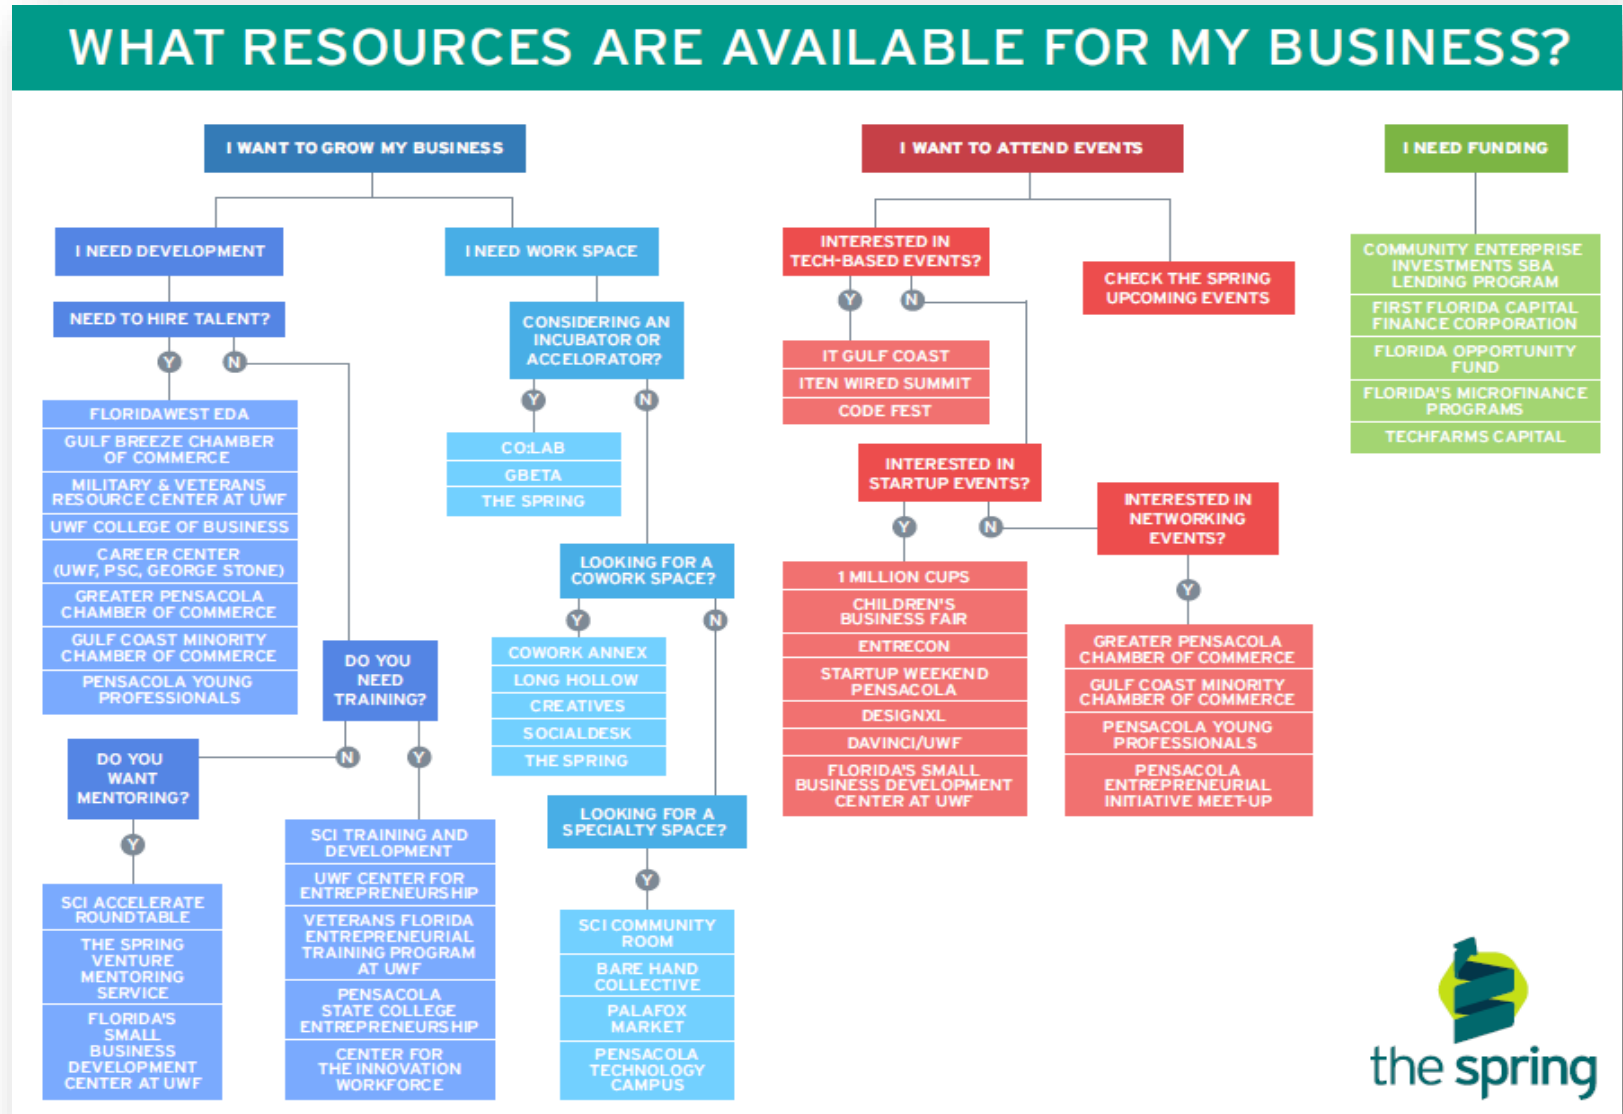 WHAT RESOURCES ARE AVAILABLE FOR MY BUSINESS?
I WANT TO GROW MY BUSINESS
I NEED DEVELOPMENT
NEED TO HIRE TALENT?
Y
N
FLORIDAWEST EDA
GULF BREEZE CHAMBER
OF COMMERCE
MILITARY & VETERANS
RESOURCE CENTER AT UWF
UWF COLLEGE OF BUSINESS
CAREER CENTER
(UWF, PSC, GEORGE STONE)
GREATER PENSACOLA
CHAMBER OF COMMERCE
GULF COAST MINORITY
CHAMBER OF COMMERCE
PENSACOLA YOUNG
PROFESSIONALS
DO YOU
NEED
TRAINING?
N
Y
DO YOU
WANT
MENTORING?
Y
SCI ACCELERATE
ROUNDTABLE
THE SPRING
VENTURE
MENTORING
SERVICE
FLORIDA'S
SMALL
BUSINESS
DEVELOPMENT
CENTER AT UWF
SCI TRAINING AND
DEVELOPMENT
UWF CENTER FOR
ENTREPRENEURSHIP
VETERANS FLORIDA
ENTREPRENEURIAL
TRAINING PROGRAM
AT UWF
PENSACOLA
STATE COLLEGE
ENTREPRENEURSHIP
CENTER FOR
THE INNOVATION
WORKFORCE
I NEED WORK SPACE
CONSIDERING AN
INCUBATOR OR
ACCELORATOR?
Y
N
CO:LAB
GBETA
THE SPRING
LOOKING FOR A
COWORK SPACE?
Y
N
COWORK ANNEX
LONG HOLLOW
CREATIVES
SOCIALDESK
THE SPRING
LOOKING FOR A
SPECIALTY SPACE?
Y
SCI COMMUNITY
ROOM
BARE HAND
COLLECTIVE
PALAFOX
MARKET
PENSACOLA
TECHNOLOGY
CAMPUS
I WANT TO ATTEND EVENTS
INTERESTED IN
TECH-BASED EVENTS?
Y
N
IT GULF COAST
ITEN WIRED SUMMIT
CODE FEST
CHECK THE SPRING
UPCOMING EVENTS
INTERESTED IN
STARTUP EVENTS?
Y
N
1 MILLION CUPS
CHILDREN'S
BUSINESS FAIR
ENTRECON
STARTUP WEEKEND
PENSACOLA
DESIGNXL
DAVINCI/UWF
FLORIDA'S SMALL
BUSINESS DEVELOPMENT
CENTER AT UWF
INTERESTED IN
NETWORKING
EVENTS?
Y
GREATER PENSACOLA
CHAMBER OF COMMERCE
GULF COAST MINORITY
CHAMBER OF COMMERCE
PENSACOLA YOUNG
PROFESSIONALS
PENSACOLA
ENTREPRENEURIAL
INITIATIVE MEET-UP
I NEED FUNDING
COMMUNITY ENTERPRISE
INVESTMENTS SBA
LENDING PROGRAM
FIRST FLORIDA CAPITAL
FINANCE CORPORATION
FLORIDA OPPORTUNITY
FUND
FLORIDA'S MICROFINANCE
PROGRAMS
TECHFARMS CAPITAL
the spring